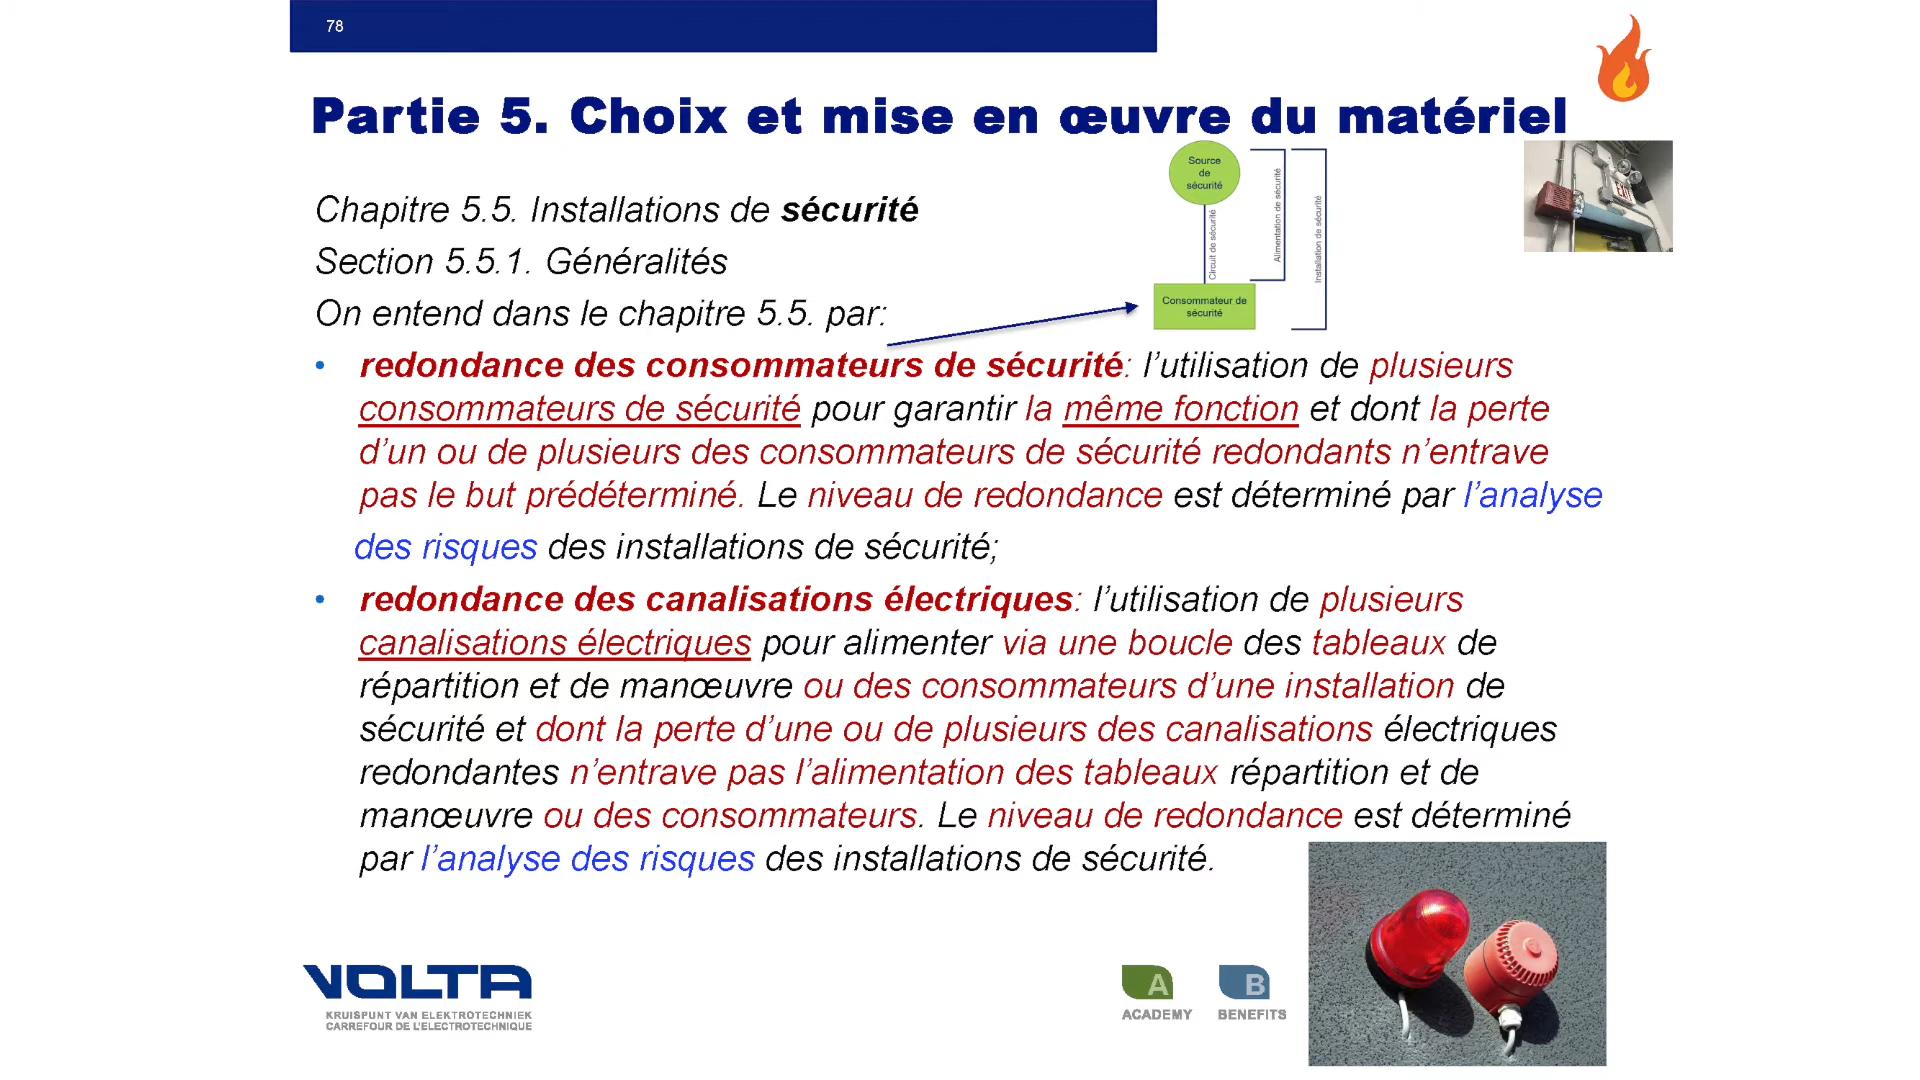 78
Partie 5. Choix et mise en œuvre du matériel
Source
de
sécurité
Circuit de sécurité
Alimentation de sécurité
Installation de sécurité
Consommateur de
sécurité
EXIT
Chapitre 5.5. Installations de sécurité
Section 5.5.1. Généralités
On entend dans le chapitre 5.5. par:
• redondance des consommateurs de sécurité: l’utilisation de plusieurs
consommateurs de sécurité pour garantir la même fonction et dont la perte
d’un ou de plusieurs des consommateurs de sécurité redondants n’entrave
pas le but prédéterminé. Le niveau de redondance est déterminé par l’analyse
des risques des installations de sécurité;
• redondance des canalisations électriques: l’utilisation de plusieurs
canalisations électriques pour alimenter via une boucle des tableaux de
répartition et de manœuvre ou des consommateurs d’une installation de
sécurité et dont la perte d’une ou de plusieurs des canalisations électriques
redondantes n’entrave pas l’alimentation des tableaux répartition et de
manœuvre ou des consommateurs. Le niveau de redondance est déterminé
par l’analyse des risques des installations de sécurité.
VOLTA
KRUISPUNT VAN ELEKTROTECHNIEK
CARREFOUR DE L'ELECTROTECHNIQUE
A
ACADEMY
B
BENEFITS